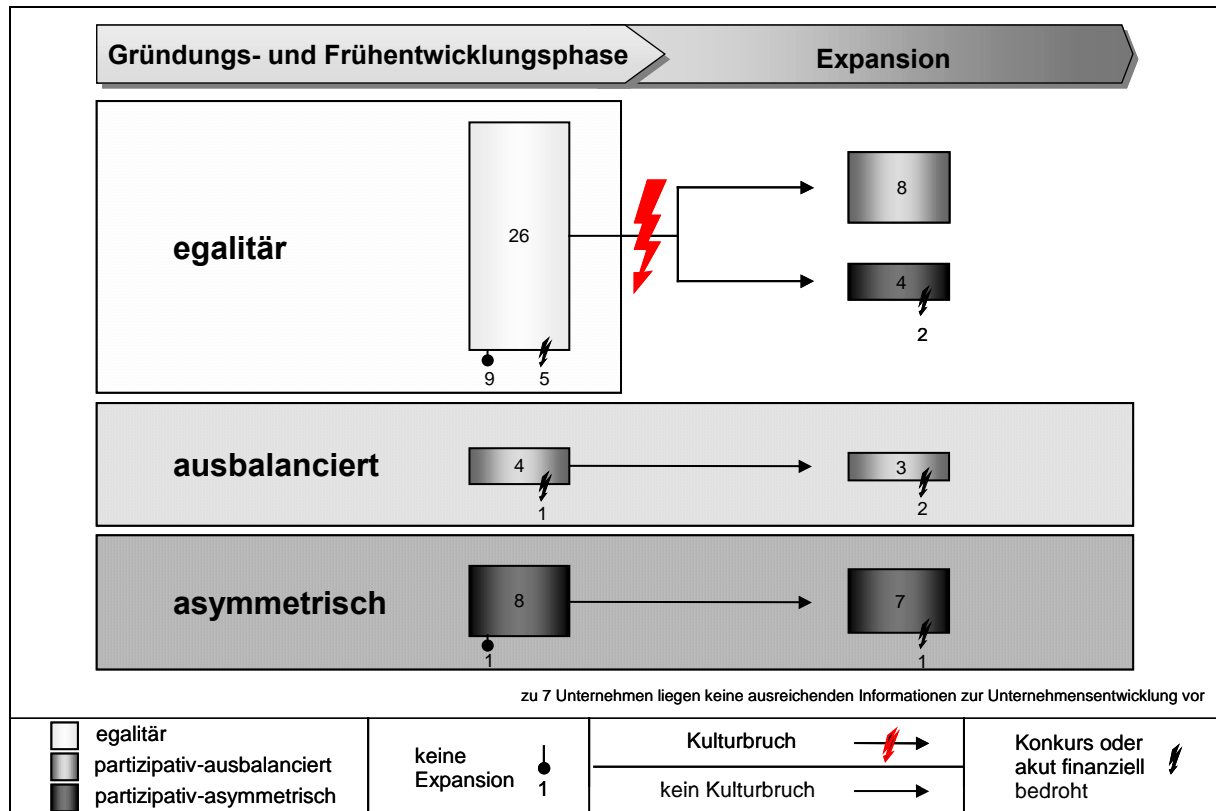 Gründungs- und Frühentwicklungsphase
Expansion
egalitär
26
9
5
8
4
2
ausbalanciert
4
1
3
2
asymmetrisch
8
1
7
1
zu 7 Unternehmen liegen keine ausreichenden Informationen zur Unternehmensentwicklung vor
egalitär
partizipativ-ausbalanciert
partizipativ-asymmetrisch
keine
Expansion
1
Kulturbruch
kein Kulturbruch
Konkurs oder
akut finanziell
bedroht